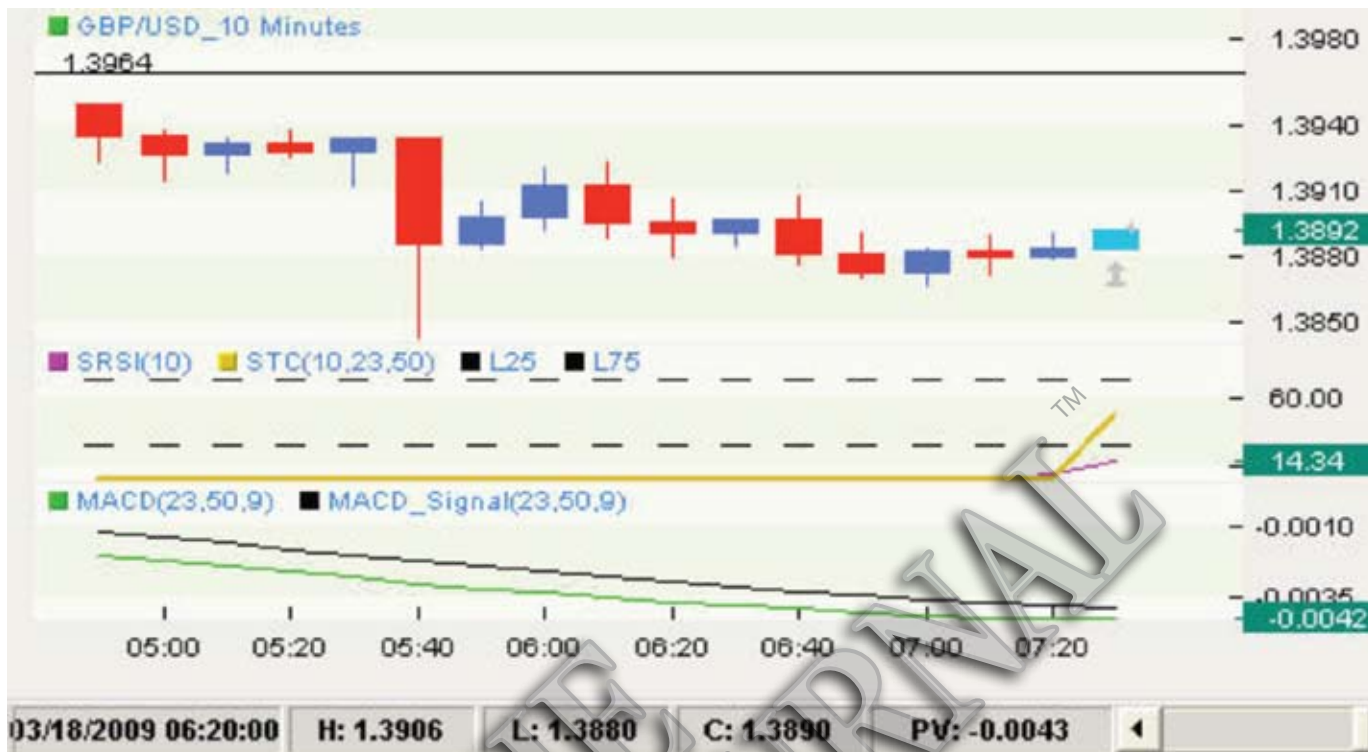 GBP/USD_10 Minutes
1.3964
1.3980
1.3940
1.3910
1.3892
1.3880
1.3850
SRSI(10) STC(10,23,50) L25 L75
60.00
14.34
MACD(23,50,9) MACD_Signal(23,50,9)
-0.0010
-0.0035
-0.0042
05:00 05:20 05:40 06:00 06:20 06:40 07:00 07:20
03/18/2009 06:20:00 H: 1.3906 L: 1.3880 C: 1.3890 PV: -0.0043
JOURNAL™